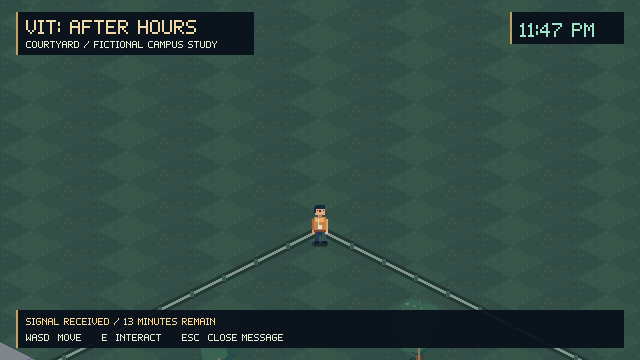 VIT: AFTER HOURS
COURTYARD / FICTIONAL CAMPUS STUDY
11:47 PM
SIGNAL RECEIVED / 13 MINUTES REMAIN
WASD MOVE E INTERACT ESC CLOSE MESSAGE